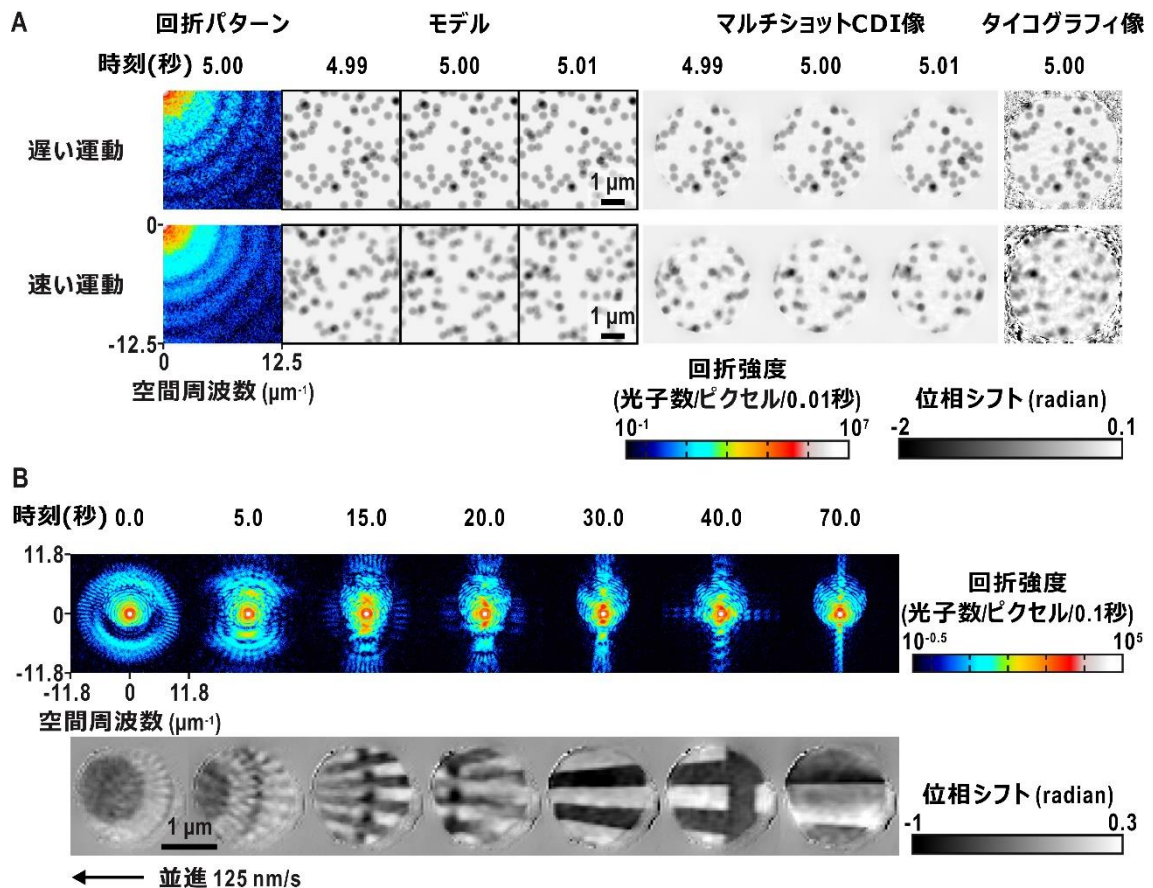 A
回折パターン モデル マルチショットCDI像 タイコグラフィ像
時刻(秒) 5.00 4.99 5.00 5.01 4.99 5.00 5.01 5.00
遅い運動
1 µm
0
速い運動
1 µm
-12.5
0 12.5
空間周波数 (µm⁻¹)
回折強度
(光子数/ピクセル/0.01秒)
10⁻¹ 10⁷
位相シフト (radian)
-2 0.1
B
時刻(秒) 0.0 5.0 15.0 20.0 30.0 40.0 70.0
11.8
0
-11.8
-11.8 0 11.8
空間周波数 (µm⁻¹)
回折強度
(光子数/ピクセル/0.1秒)
10⁻⁰·⁵ 10⁵
1 µm
位相シフト (radian)
-1 0.3
並進 125 nm/s